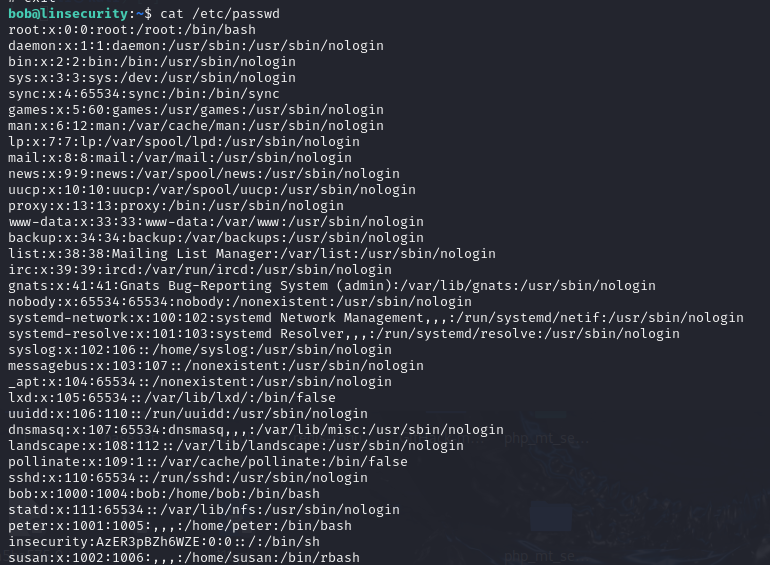 # exit
bob@linsecurity:~$ cat /etc/passwd
root:x:0:0:root:/root:/bin/bash
daemon:x:1:1:daemon:/usr/sbin:/usr/sbin/nologin
bin:x:2:2:bin:/bin:/usr/sbin/nologin
sys:x:3:3:sys:/dev:/usr/sbin/nologin
sync:x:4:65534:sync:/bin:/bin/sync
games:x:5:60:games:/usr/games:/usr/sbin/nologin
man:x:6:12:man:/var/cache/man:/usr/sbin/nologin
lp:x:7:7:lp:/var/spool/lpd:/usr/sbin/nologin
mail:x:8:8:mail:/var/mail:/usr/sbin/nologin
news:x:9:9:news:/var/spool/news:/usr/sbin/nologin
uucp:x:10:10:uucp:/var/spool/uucp:/usr/sbin/nologin
proxy:x:13:13:proxy:/bin:/usr/sbin/nologin
www-data:x:33:33:www-data:/var/www:/usr/sbin/nologin
backup:x:34:34:backup:/var/backups:/usr/sbin/nologin
list:x:38:38:Mailing List Manager:/var/list:/usr/sbin/nologin
irc:x:39:39:ircd:/var/run/ircd:/usr/sbin/nologin
gnats:x:41:41:Gnats Bug-Reporting System (admin):/var/lib/gnats:/usr/sbin/nologin
nobody:x:65534:65534:nobody:/nonexistent:/usr/sbin/nologin
systemd-network:x:100:102:systemd Network Management,,,:/run/systemd/netif:/usr/sbin/nologin
systemd-resolve:x:101:103:systemd Resolver,,,:/run/systemd/resolve:/usr/sbin/nologin
syslog:x:102:106::/home/syslog:/usr/sbin/nologin
messagebus:x:103:107::/nonexistent:/usr/sbin/nologin
_apt:x:104:65534::/nonexistent:/usr/sbin/nologin
lxd:x:105:65534::/var/lib/lxd/:/bin/false
uuidd:x:106:110::/run/uuidd:/usr/sbin/nologin
dnsmasq:x:107:65534:dnsmasq,,,:/var/lib/misc:/usr/sbin/nologin
landscape:x:108:112::/var/lib/landscape:/usr/sbin/nologin
php_mt_se...
pollinate:x:109:1::/var/cache/pollinate:/bin/false
sshd:x:110:65534::/run/sshd:/usr/sbin/nologin
bob:x:1000:1004:bob:/home/bob:/bin/bash
statd:x:111:65534::/var/lib/nfs:/usr/sbin/nologin
peter:x:1001:1005:,,,:/home/peter:/bin/bash
insecurity:AzER3pBZh6WZE:0:0::/:/bin/sh
susan:x:1002:1006:,,,:/home/susan:/bin/rbash
php_mt_se...